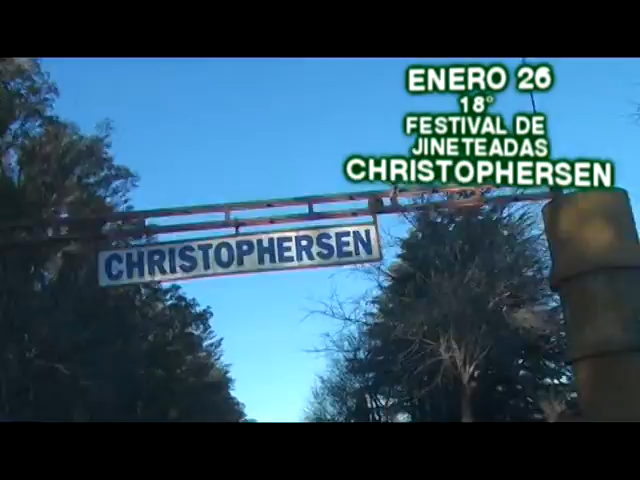 ENERO 26
18°
FESTIVAL DE
JINETEADAS
CHRISTOPHERSEN
CHRISTOPHERSEN